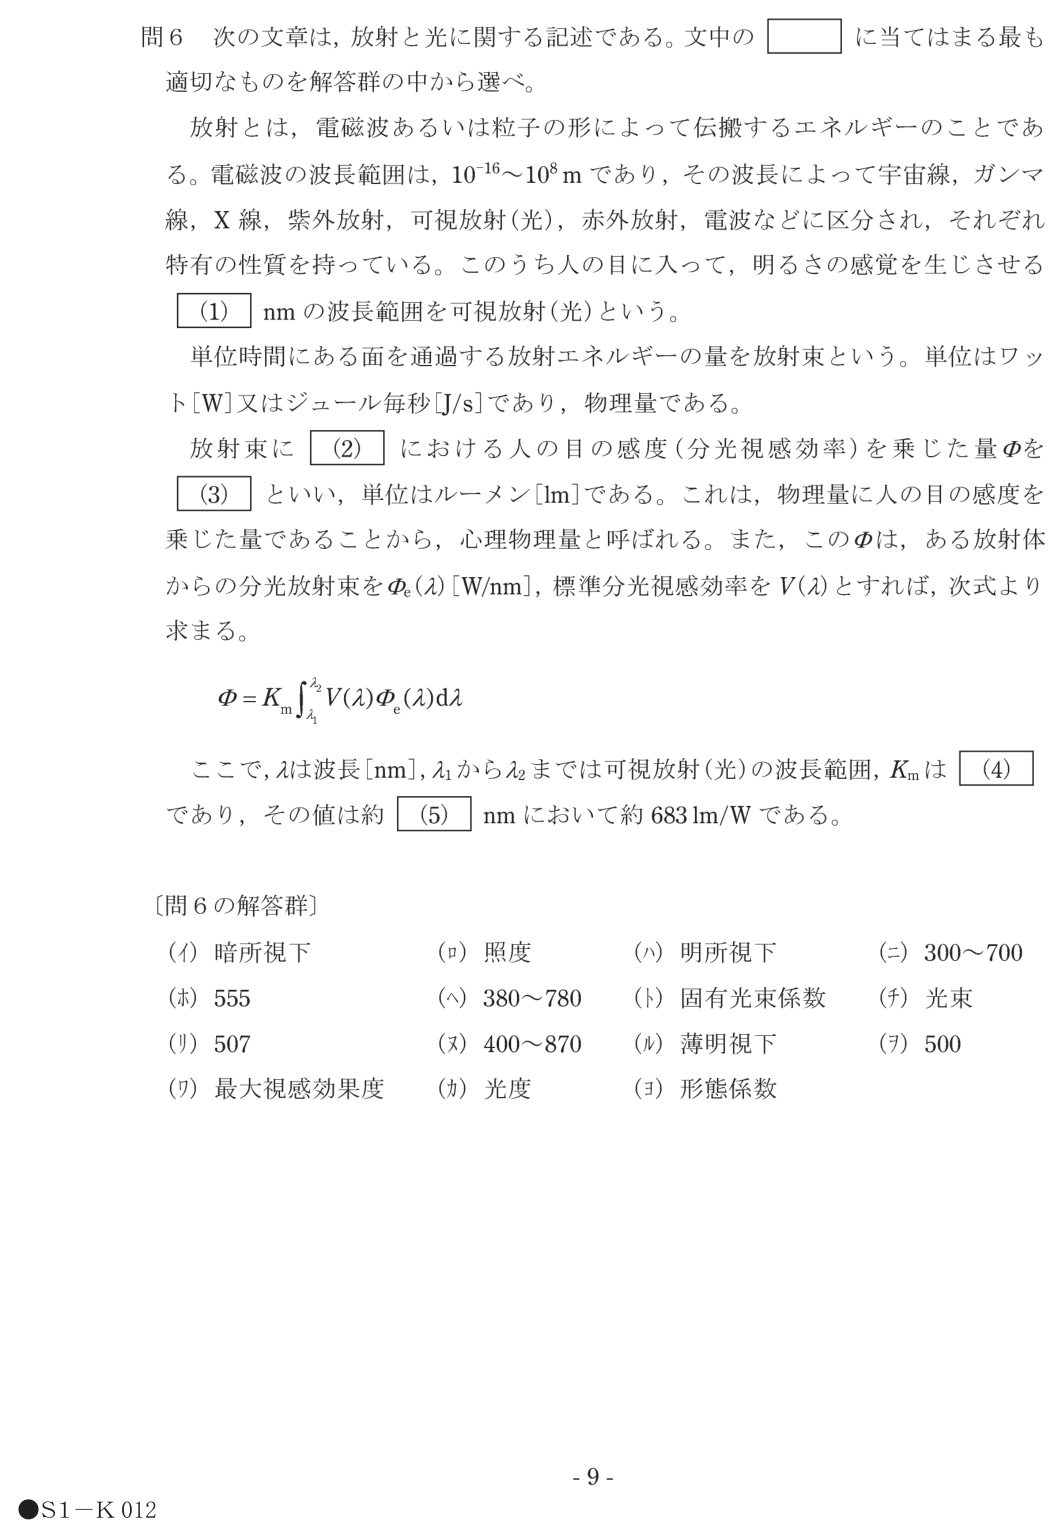 問６　次の文章は，放射と光に関する記述である。文中の　　　に当てはまる最も
適切なものを解答群の中から選べ。
放射とは，電磁波あるいは粒子の形によって伝搬するエネルギーのことであ
る。電磁波の波長範囲は，10⁻¹⁶～10⁸ m であり，その波長によって宇宙線，ガンマ
線，X 線，紫外放射，可視放射（光），赤外放射，電波などに区分され，それぞれ
特有の性質を持っている。このうち人の目に入って，明るさの感覚を生じさせる
(1) nm の波長範囲を可視放射（光）という。
単位時間にある面を通過する放射エネルギーの量を放射束という。単位はワッ
ト［W］又はジュール毎秒［J/s］であり，物理量である。
放射束に (2) における人の目の感度（分光視感効率）を乗じた量Φを
(3) といい，単位はルーメン［lm］である。これは，物理量に人の目の感度を
乗じた量であることから，心理物理量と呼ばれる。また，このΦは，ある放射体
からの分光放射束をΦe(λ)［W/nm］，標準分光視感効率を V(λ) とすれば，次式より
求まる。
Φ = Km∫λ1λ2 V(λ)Φe(λ)dλ
ここで，λは波長［nm］，λ1からλ2までは可視放射（光）の波長範囲，Kmは (4)
であり，その値は約 (5) nm において約 683 lm/W である。
〔問６の解答群〕
(ｲ) 暗所視下　(ﾛ) 照度　(ﾊ) 明所視下　(ﾆ) 300～700
(ﾎ) 555　(ﾍ) 380～780　(ﾄ) 固有光束係数　(ﾁ) 光束
(ﾘ) 507　(ﾇ) 400～870　(ﾙ) 薄明視下　(ｦ) 500
(ﾜ) 最大視感効果度　(ｶ) 光度　(ﾖ) 形態係数
- 9 -
●Ｓ１－Ｋ 012